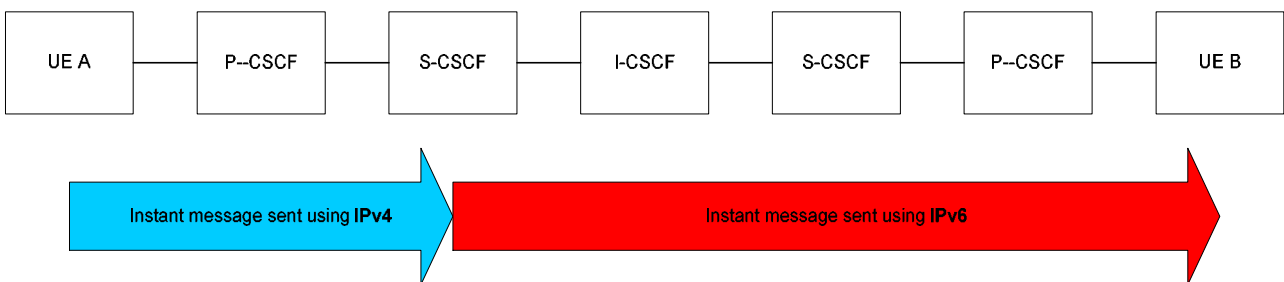 UE A
P--CSCF
S-CSCF
I-CSCF
S-CSCF
P--CSCF
UE B
Instant message sent using IPv4
Instant message sent using IPv6